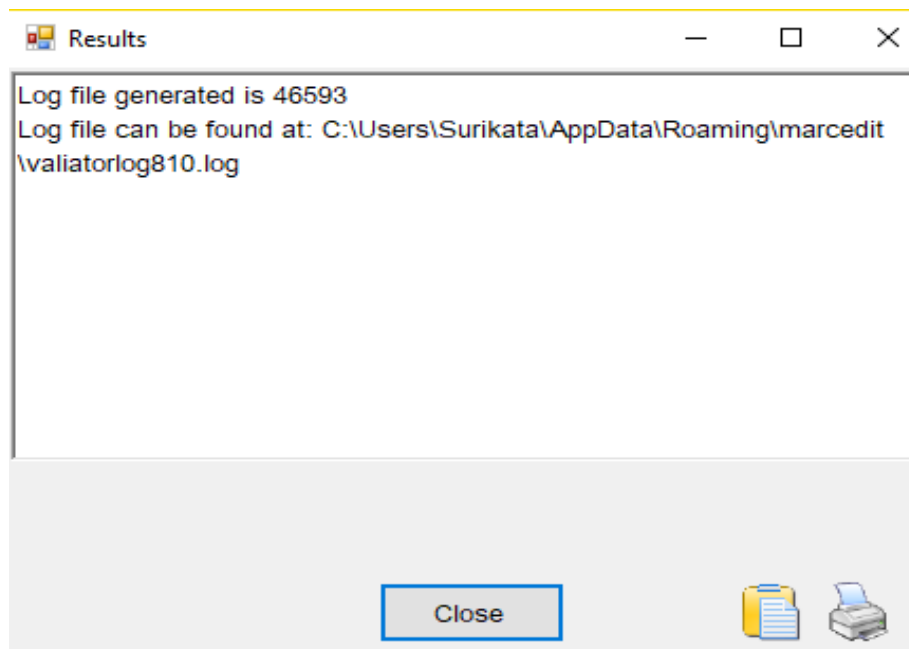 Results
Log file generated is 46593
Log file can be found at: C:\Users\Surikata\AppData\Roaming\marcedit
\valiatorlog810.log
Close